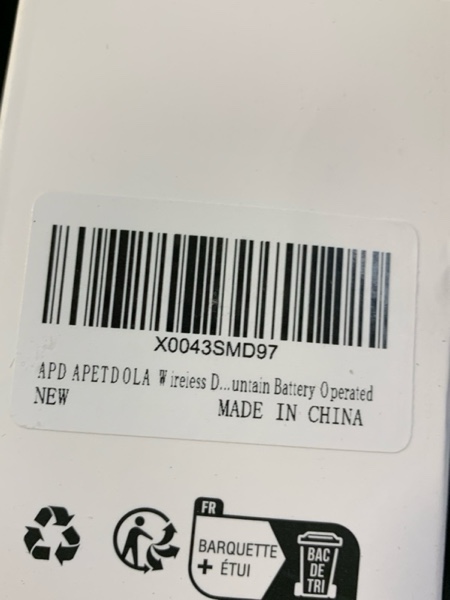 X0043SMD97
APD APETDOLA Wireless D...untain Battery Operated
NEW
MADE IN CHINA
FR
BARQUETTE
+ ÉTUI
BAC
DE
TRI